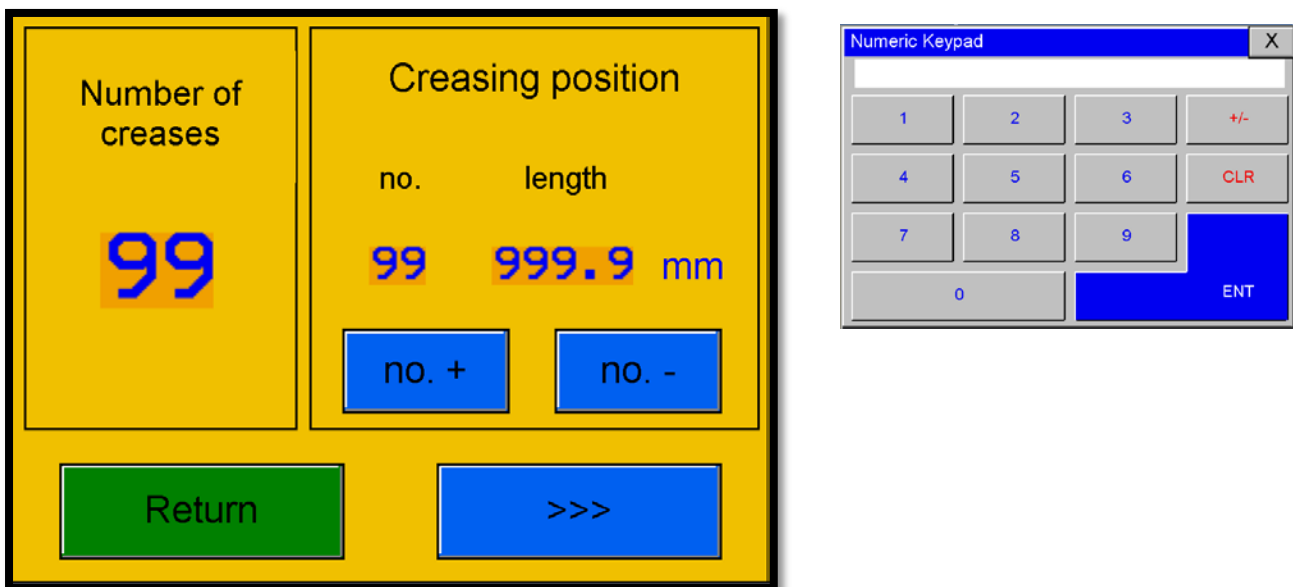 Number of
creases
99
Creasing position
no. length
99 999.9 mm
no. + no. -
Return >>>
Numeric Keypad X
1 2 3 +/-
4 5 6 CLR
7 8 9
0 ENT